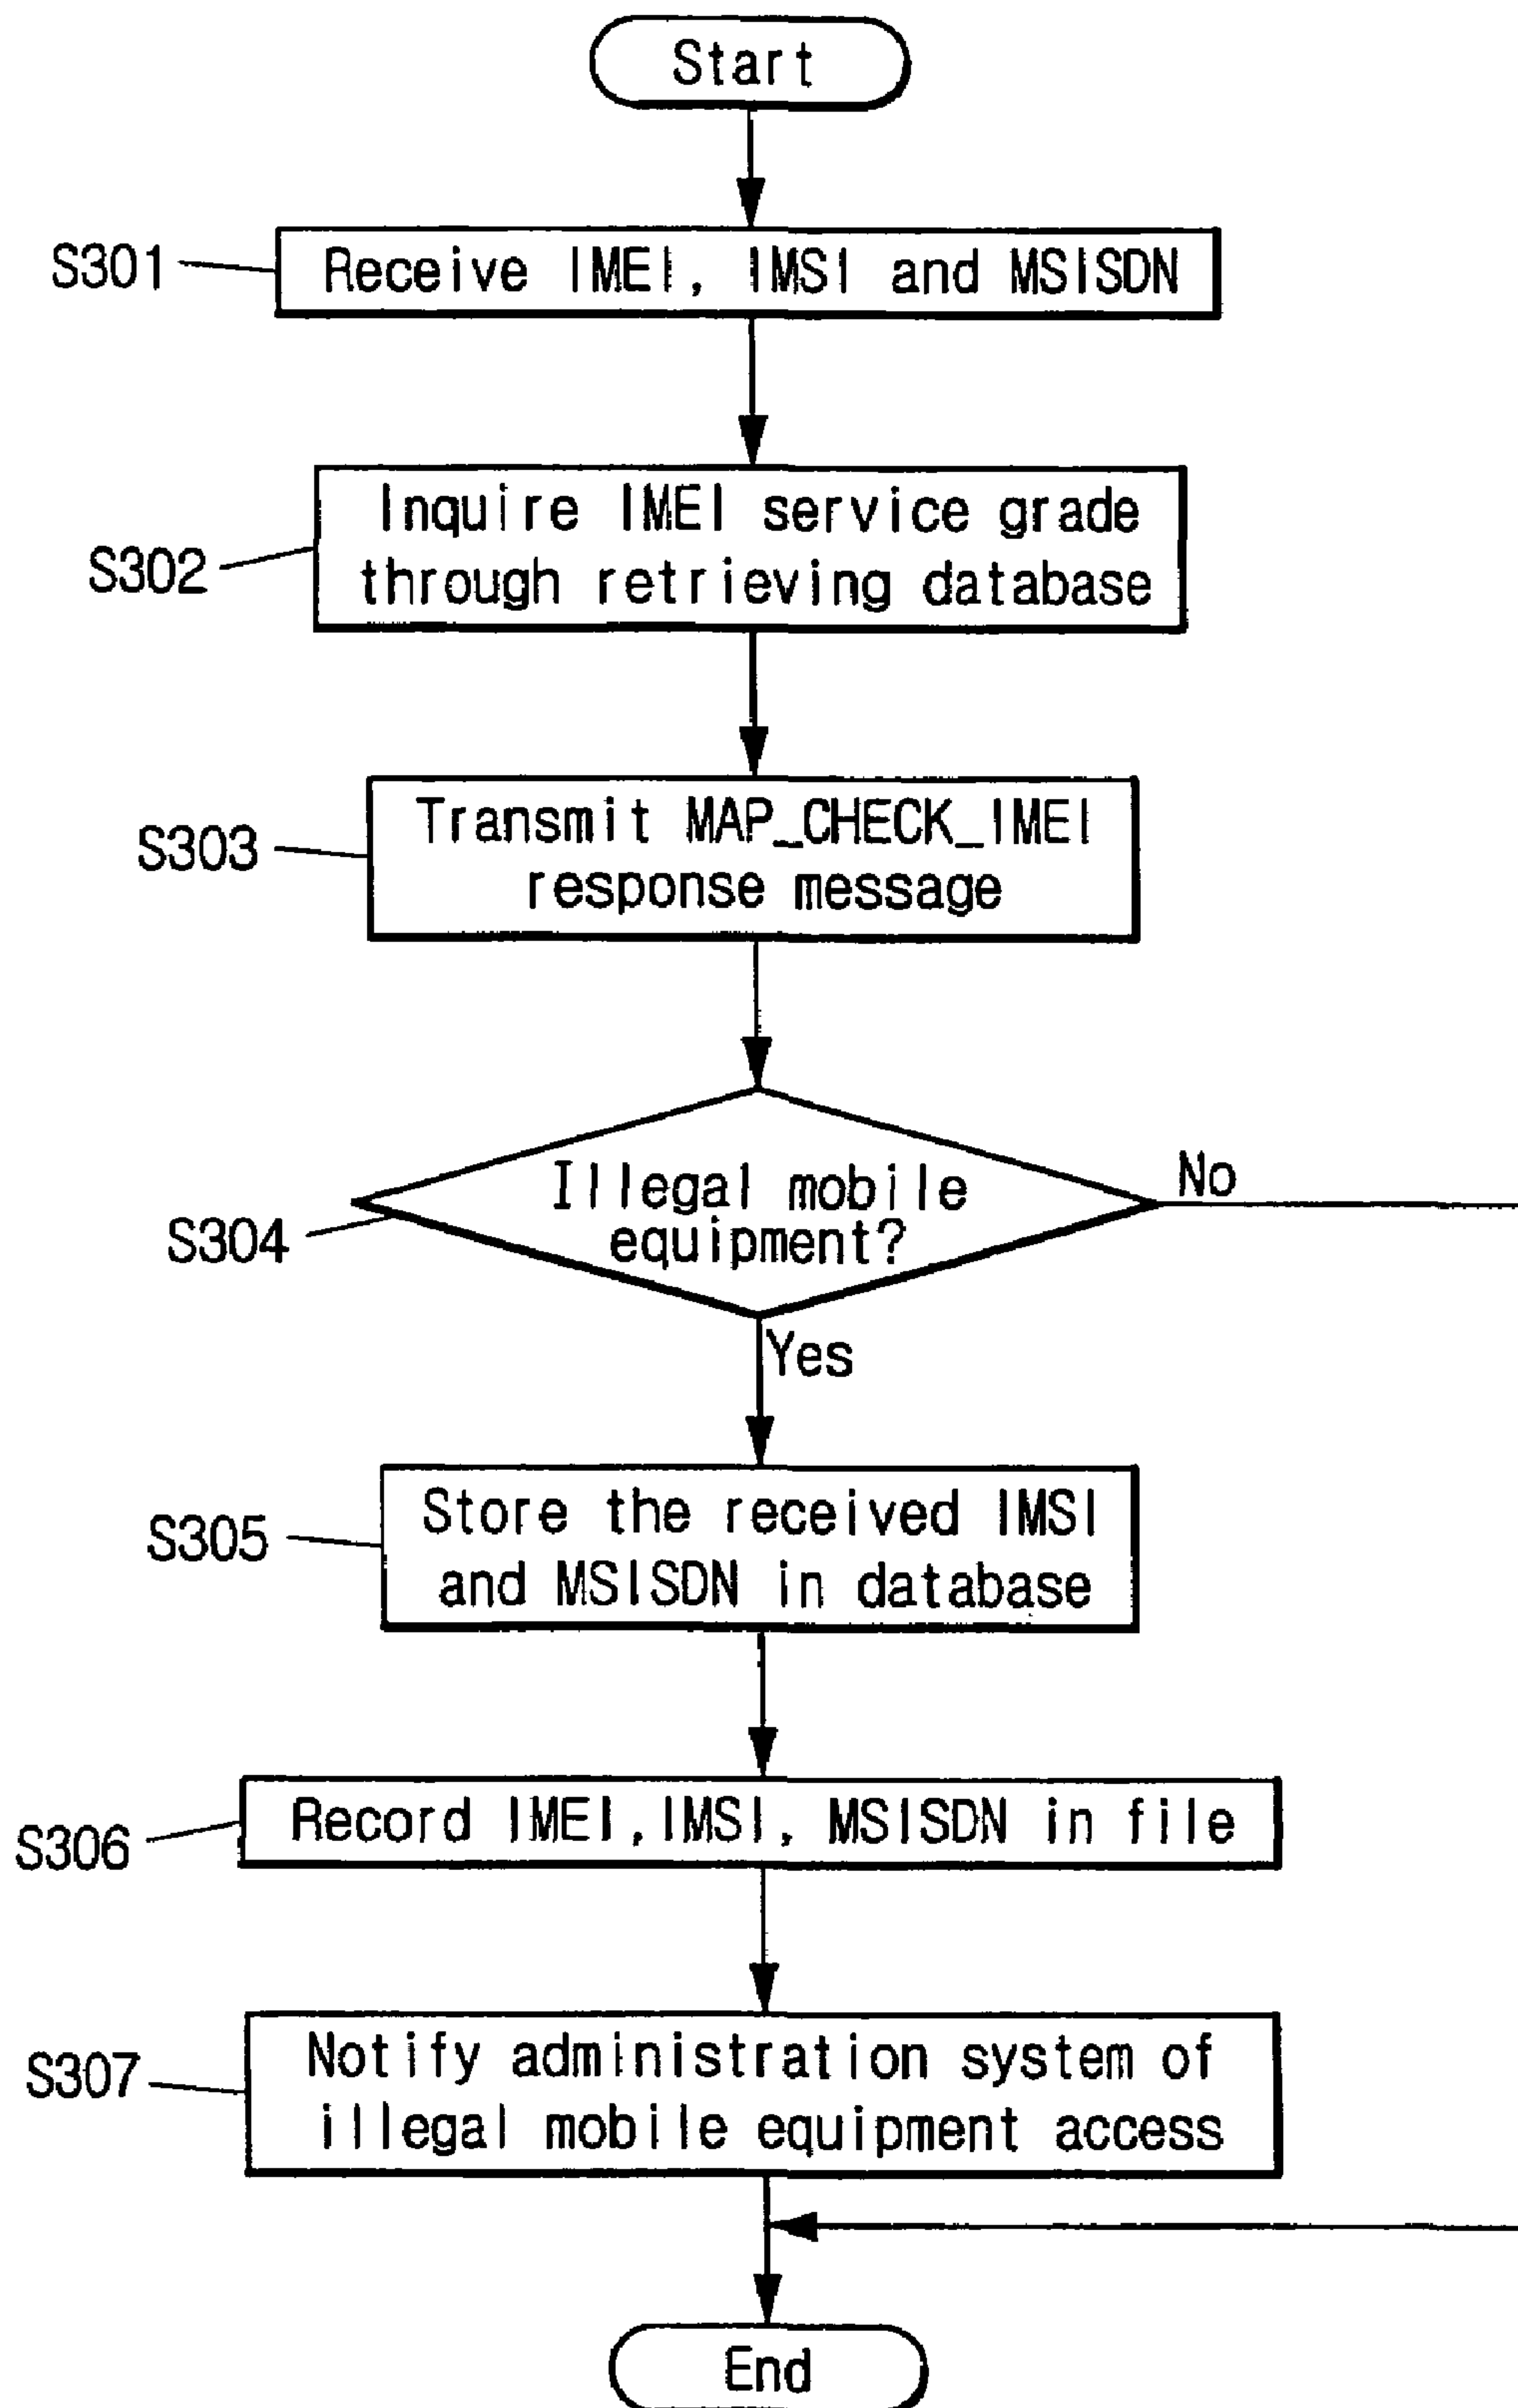 Start
S301
Receive IMEI, IMSI and MSISDN
S302
Inquire IMEI service grade
through retrieving database
S303
Transmit MAP_CHECK_IMEI
response message
S304
Illegal mobile
equipment?
No
Yes
S305
Store the received IMSI
and MSISDN in database
S306
Record IMEI,IMSI, MSISDN in file
S307
Notify administration system of
illegal mobile equipment access
End